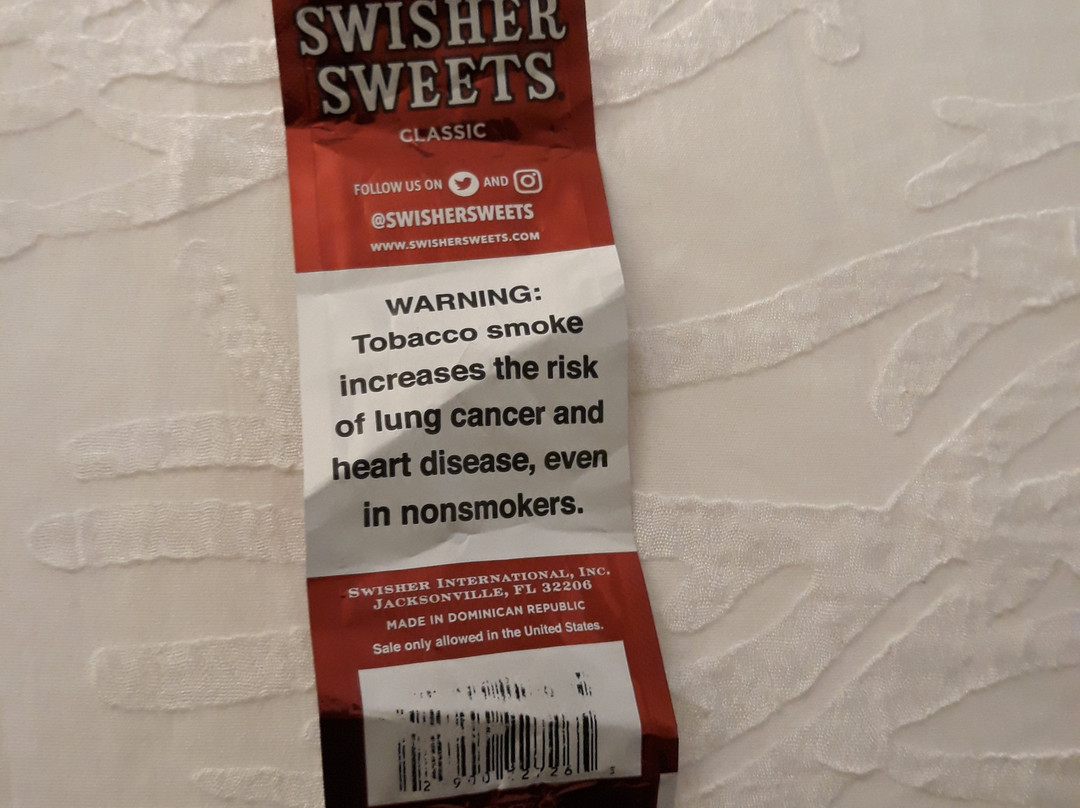 SWISHER
SWEETS
CLASSIC
FOLLOW US ON AND
@SWISHERSWEETS
WWW.SWISHERSWEETS.COM
WARNING:
Tobacco smoke
increases the risk
of lung cancer and
heart disease, even
in nonsmokers.
SWISHER INTERNATIONAL, INC.
JACKSONVILLE, FL 32206
MADE IN DOMINICAN REPUBLIC
Sale only allowed in the United States.